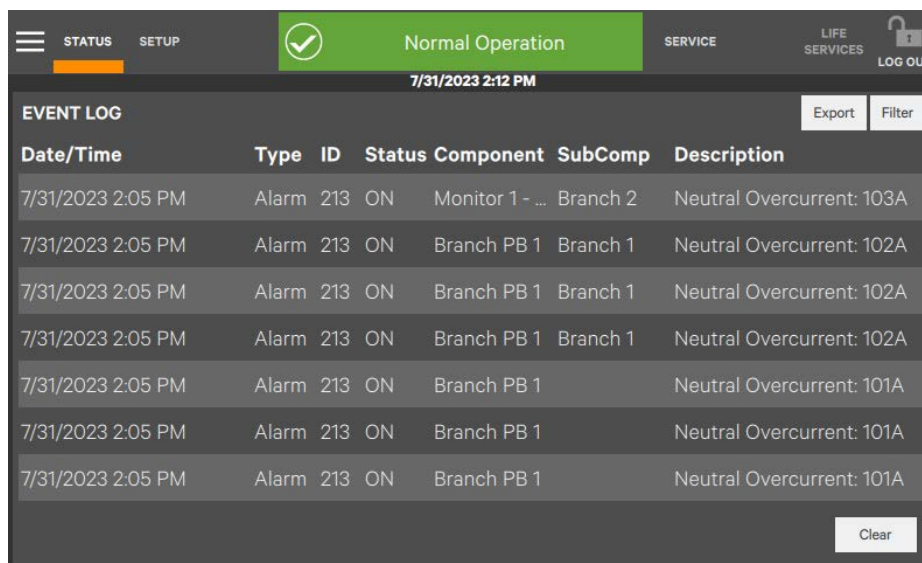 STATUS SETUP Normal Operation SERVICE LIFE SERVICES LOG OU
7/31/2023 2:12 PM
EVENT LOG Export Filter
Date/Time Type ID Status Component SubComp Description
7/31/2023 2:05 PM Alarm 213 ON Monitor 1 - ... Branch 2 Neutral Overcurrent: 103A
7/31/2023 2:05 PM Alarm 213 ON Branch PB 1 Branch 1 Neutral Overcurrent: 102A
7/31/2023 2:05 PM Alarm 213 ON Branch PB 1 Branch 1 Neutral Overcurrent: 102A
7/31/2023 2:05 PM Alarm 213 ON Branch PB 1 Branch 1 Neutral Overcurrent: 102A
7/31/2023 2:05 PM Alarm 213 ON Branch PB 1 Neutral Overcurrent: 101A
7/31/2023 2:05 PM Alarm 213 ON Branch PB 1 Neutral Overcurrent: 101A
7/31/2023 2:05 PM Alarm 213 ON Branch PB 1 Neutral Overcurrent: 101A
Clear